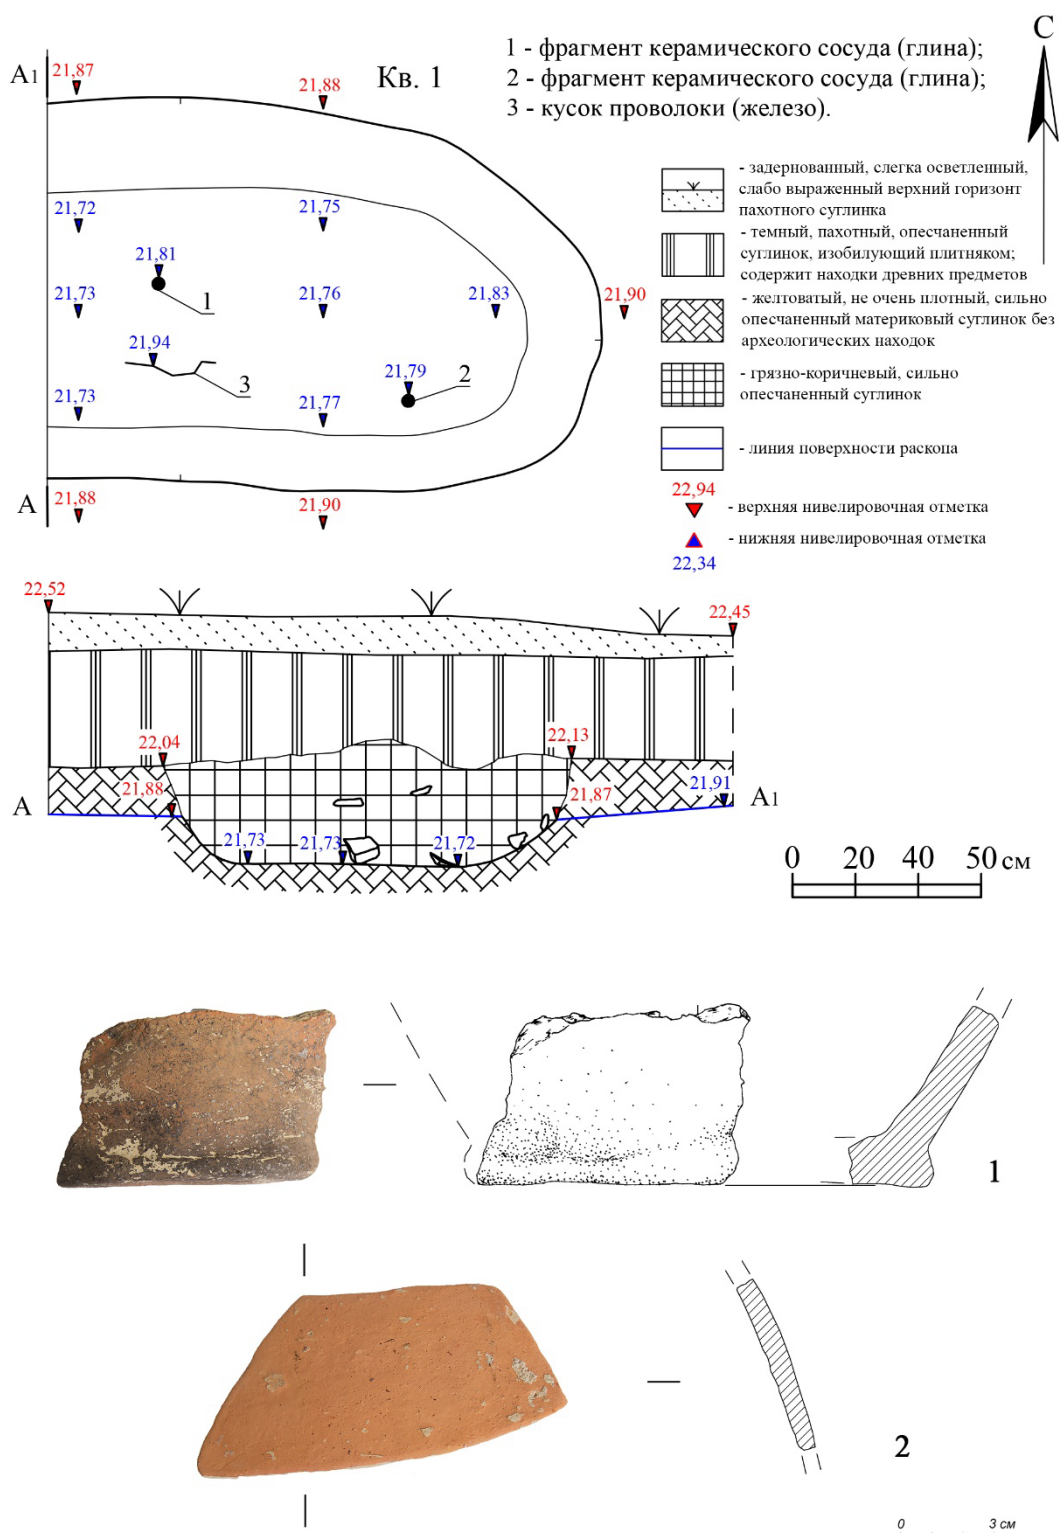 1 - фрагмент керамического сосуда (глина);
2 - фрагмент керамического сосуда (глина);
3 - кусок проволоки (железо).
С
А1
21,87
21,88
Кв. 1
21,72
21,75
21,81
1
21,73
21,76
21,83
21,90
21,94
3
21,79
2
21,73
21,77
А
21,88
21,90
- задернованный, слегка осветленный,
слабо выраженный верхний горизонт
пахотного суглинка
- темный, пахотный, опесчаненный
суглинок, изобилующий плитняком;
содержит находки древних предметов
- желтоватый, не очень плотный, сильно
опесчаненный материковый суглинок без
археологических находок
- грязно-коричневый, сильно
опесчаненный суглинок
- линия поверхности раскопа
22,94
- верхняя нивелировочная отметка
- нижняя нивелировочная отметка
22,34
22,52
22,45
22,04
22,13
21,88
21,87
21,91
А
А1
21,73
21,73
21,72
0 20 40 50 см
1
2
0 3 см